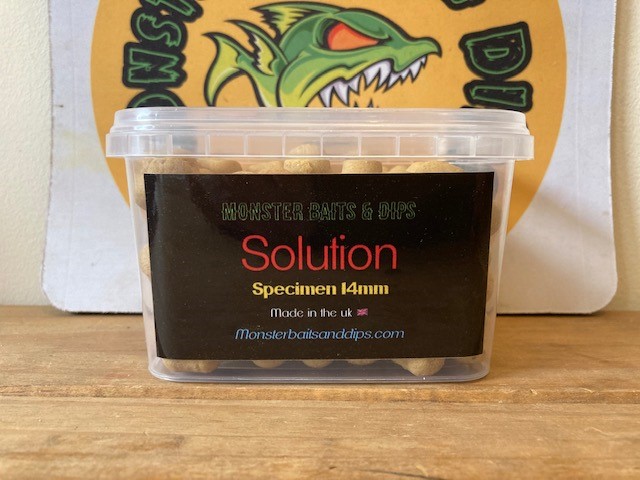 MONSTER BAITS & DIPS
Solution
Specimen 14mm
Made in the uk 🇬🇧
Monsterbaitsanddips.com